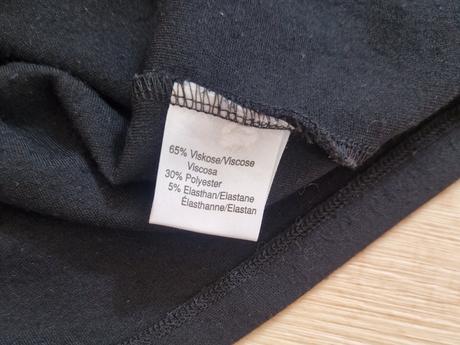 65% Viskose/Viscose
Viscosa
30% Polyester
5% Elasthan/Elastane
Élasthanne/Elastan